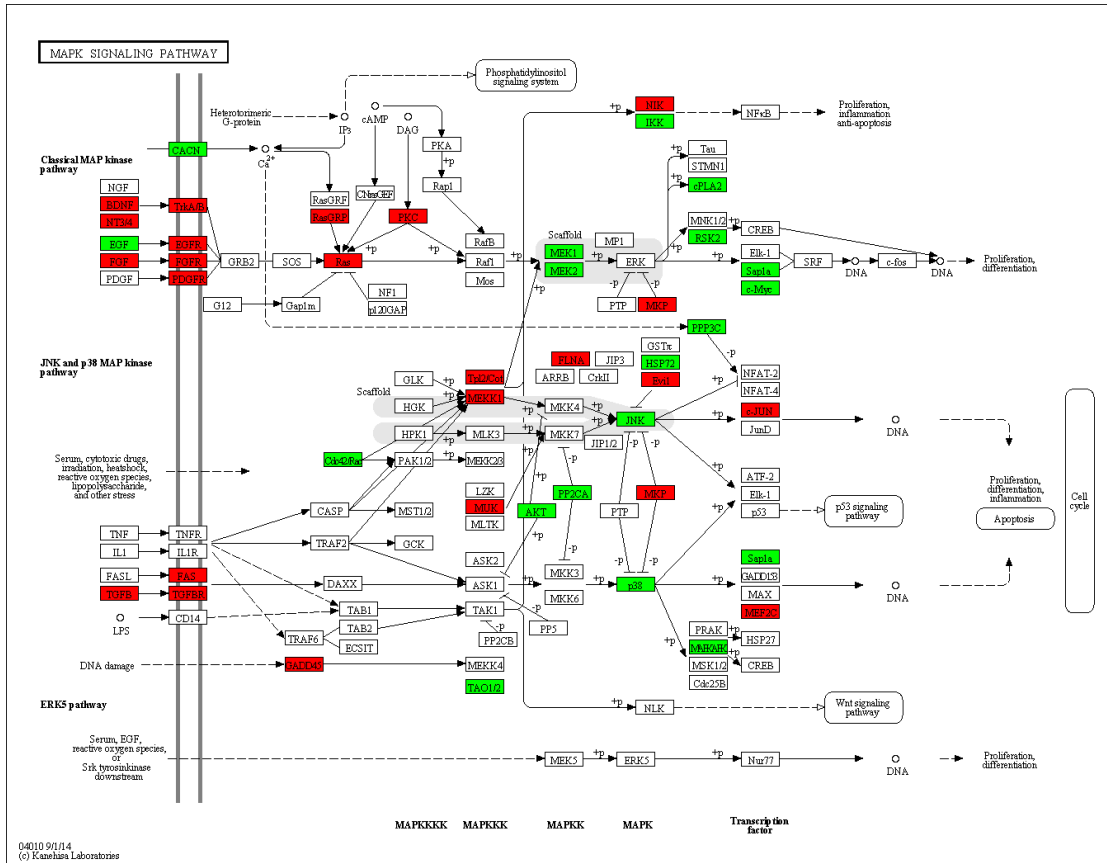 MAPK SIGNALING PATHWAY
Phosphatidylinositol
signaling system
Heterotorimeric
G-protein
IP3
cAMP
DAG
+p
NIK
IKK
NFκB
Proliferation,
inflammation
anti-apoptosis
CACN
Ca2+
PKA
+p
Rap1
Tau
STMN1
cPLA2
+p
+p
Classical MAP kinase
pathway
NGF
BDNF
NT3/4
EGF
FGF
PDGF
TrkA/B
EGFR
FGFR
PDGFR
GRB2
SOS
RasGRF
RasGRP
CNrasGEF
PKC
Ras
+p
+p
RafB
Raf1
Mos
+p
Scaffold
MEK1
MEK2
+p
MP1
ERK
+p
MNK1/2
RSK2
+p
CREB
Elk-1
Sap1a
c-Myc
SRF
DNA
c-fos
DNA
Proliferation,
differentiation
G12
Gap1m
NF1
p120GAP
+p
-p
-p
PTP
MKP
PPP3C
-p
JNK and p38 MAP kinase
pathway
GLK
HGK
HPK1
Scaffold
+p
+p
+p
Tpl2/Cot
MEKK1
MLK3
+p
+p
FLNA
JIP3
ARRB
CrkII
GSTπ
HSP72
Evi1
MKK4
MKK7
+p
+p
JIP1/2
JNK
NFAT-2
NFAT-4
+p
c-JUN
JunD
DNA
Cdc42/Rac
PAK1/2
+p
MEKK2/3
Serum, cytotoxic drugs,
irradiation, heatshock,
reactive oxygen species,
lipopolysaccharide,
and other stress
LZK
MUK
MLTK
+p
+p
-p
PP2CA
AKT
-p
-p
MKP
PTP
-p
-p
+p
ATF-2
Elk-1
p53
p53 signaling
pathway
Proliferation,
differentiation,
inflammation
Apoptosis
Cell
cycle
CASP
MST1/2
TNF
TNFR
IL1
IL1R
TRAF2
GCK
ASK2
+p
-p
FASL
FAS
TGFB
TGFBR
DAXX
ASK1
+p
MKK3
MKK6
+p
p38
+p
Sap1a
GADD153
MAX
MEF2C
DNA
LPS
CD14
TAB1
TAB2
TRAF6
ECSIT
TAK1
-p
PP2CB
-p
PP5
+p
PRAK
MAPKAPK
MSK1/2
Cdc25B
+p
+p
HSP27
CREB
DNA damage
GADD45
MEKK4
TAO1/2
+p
NLK
Wnt signaling
pathway
ERK5 pathway
Serum, EGF,
reactive oxygen species,
or
Srk tyrosinkinase
downstream
MEK5
+p
ERK5
+p
Nur77
DNA
Proliferation,
differentiation
MAPKKKK
MAPKKK
MAPKK
MAPK
Transcription
factor
04010 9/1/14
(c) Kanehisa Laboratories